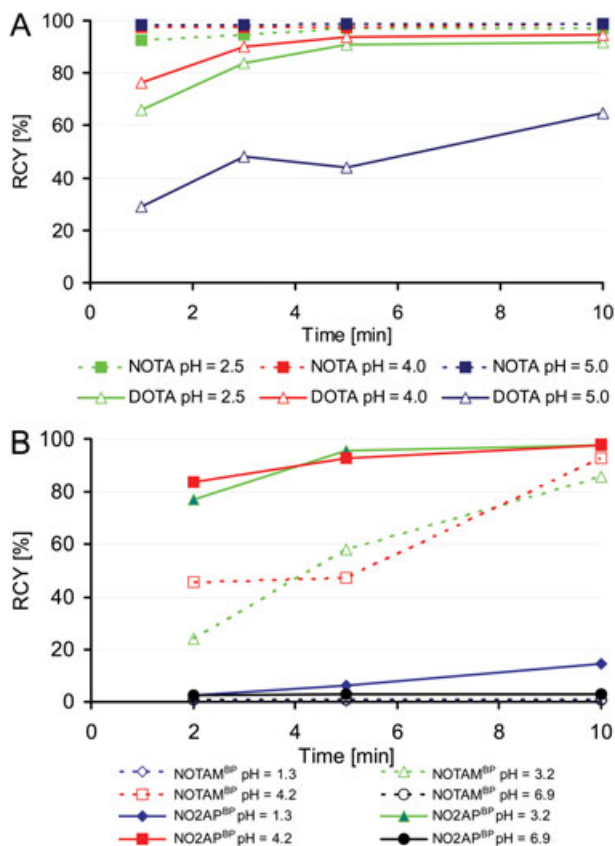 A
100
80
60
40
20
0
RCY [%]
0 2 4 6 8 10
Time [min]
NOTA pH = 2.5 NOTA pH = 4.0 NOTA pH = 5.0
DOTA pH = 2.5 DOTA pH = 4.0 DOTA pH = 5.0
B
100
80
60
40
20
0
RCY [%]
0 2 4 6 8 10
Time [min]
NOTAM^BP pH = 1.3 NOTAM^BP pH = 3.2
NOTAM^BP pH = 4.2 NOTAM^BP pH = 6.9
NO2AP^BP pH = 1.3 NO2AP^BP pH = 3.2
NO2AP^BP pH = 4.2 NO2AP^BP pH = 6.9